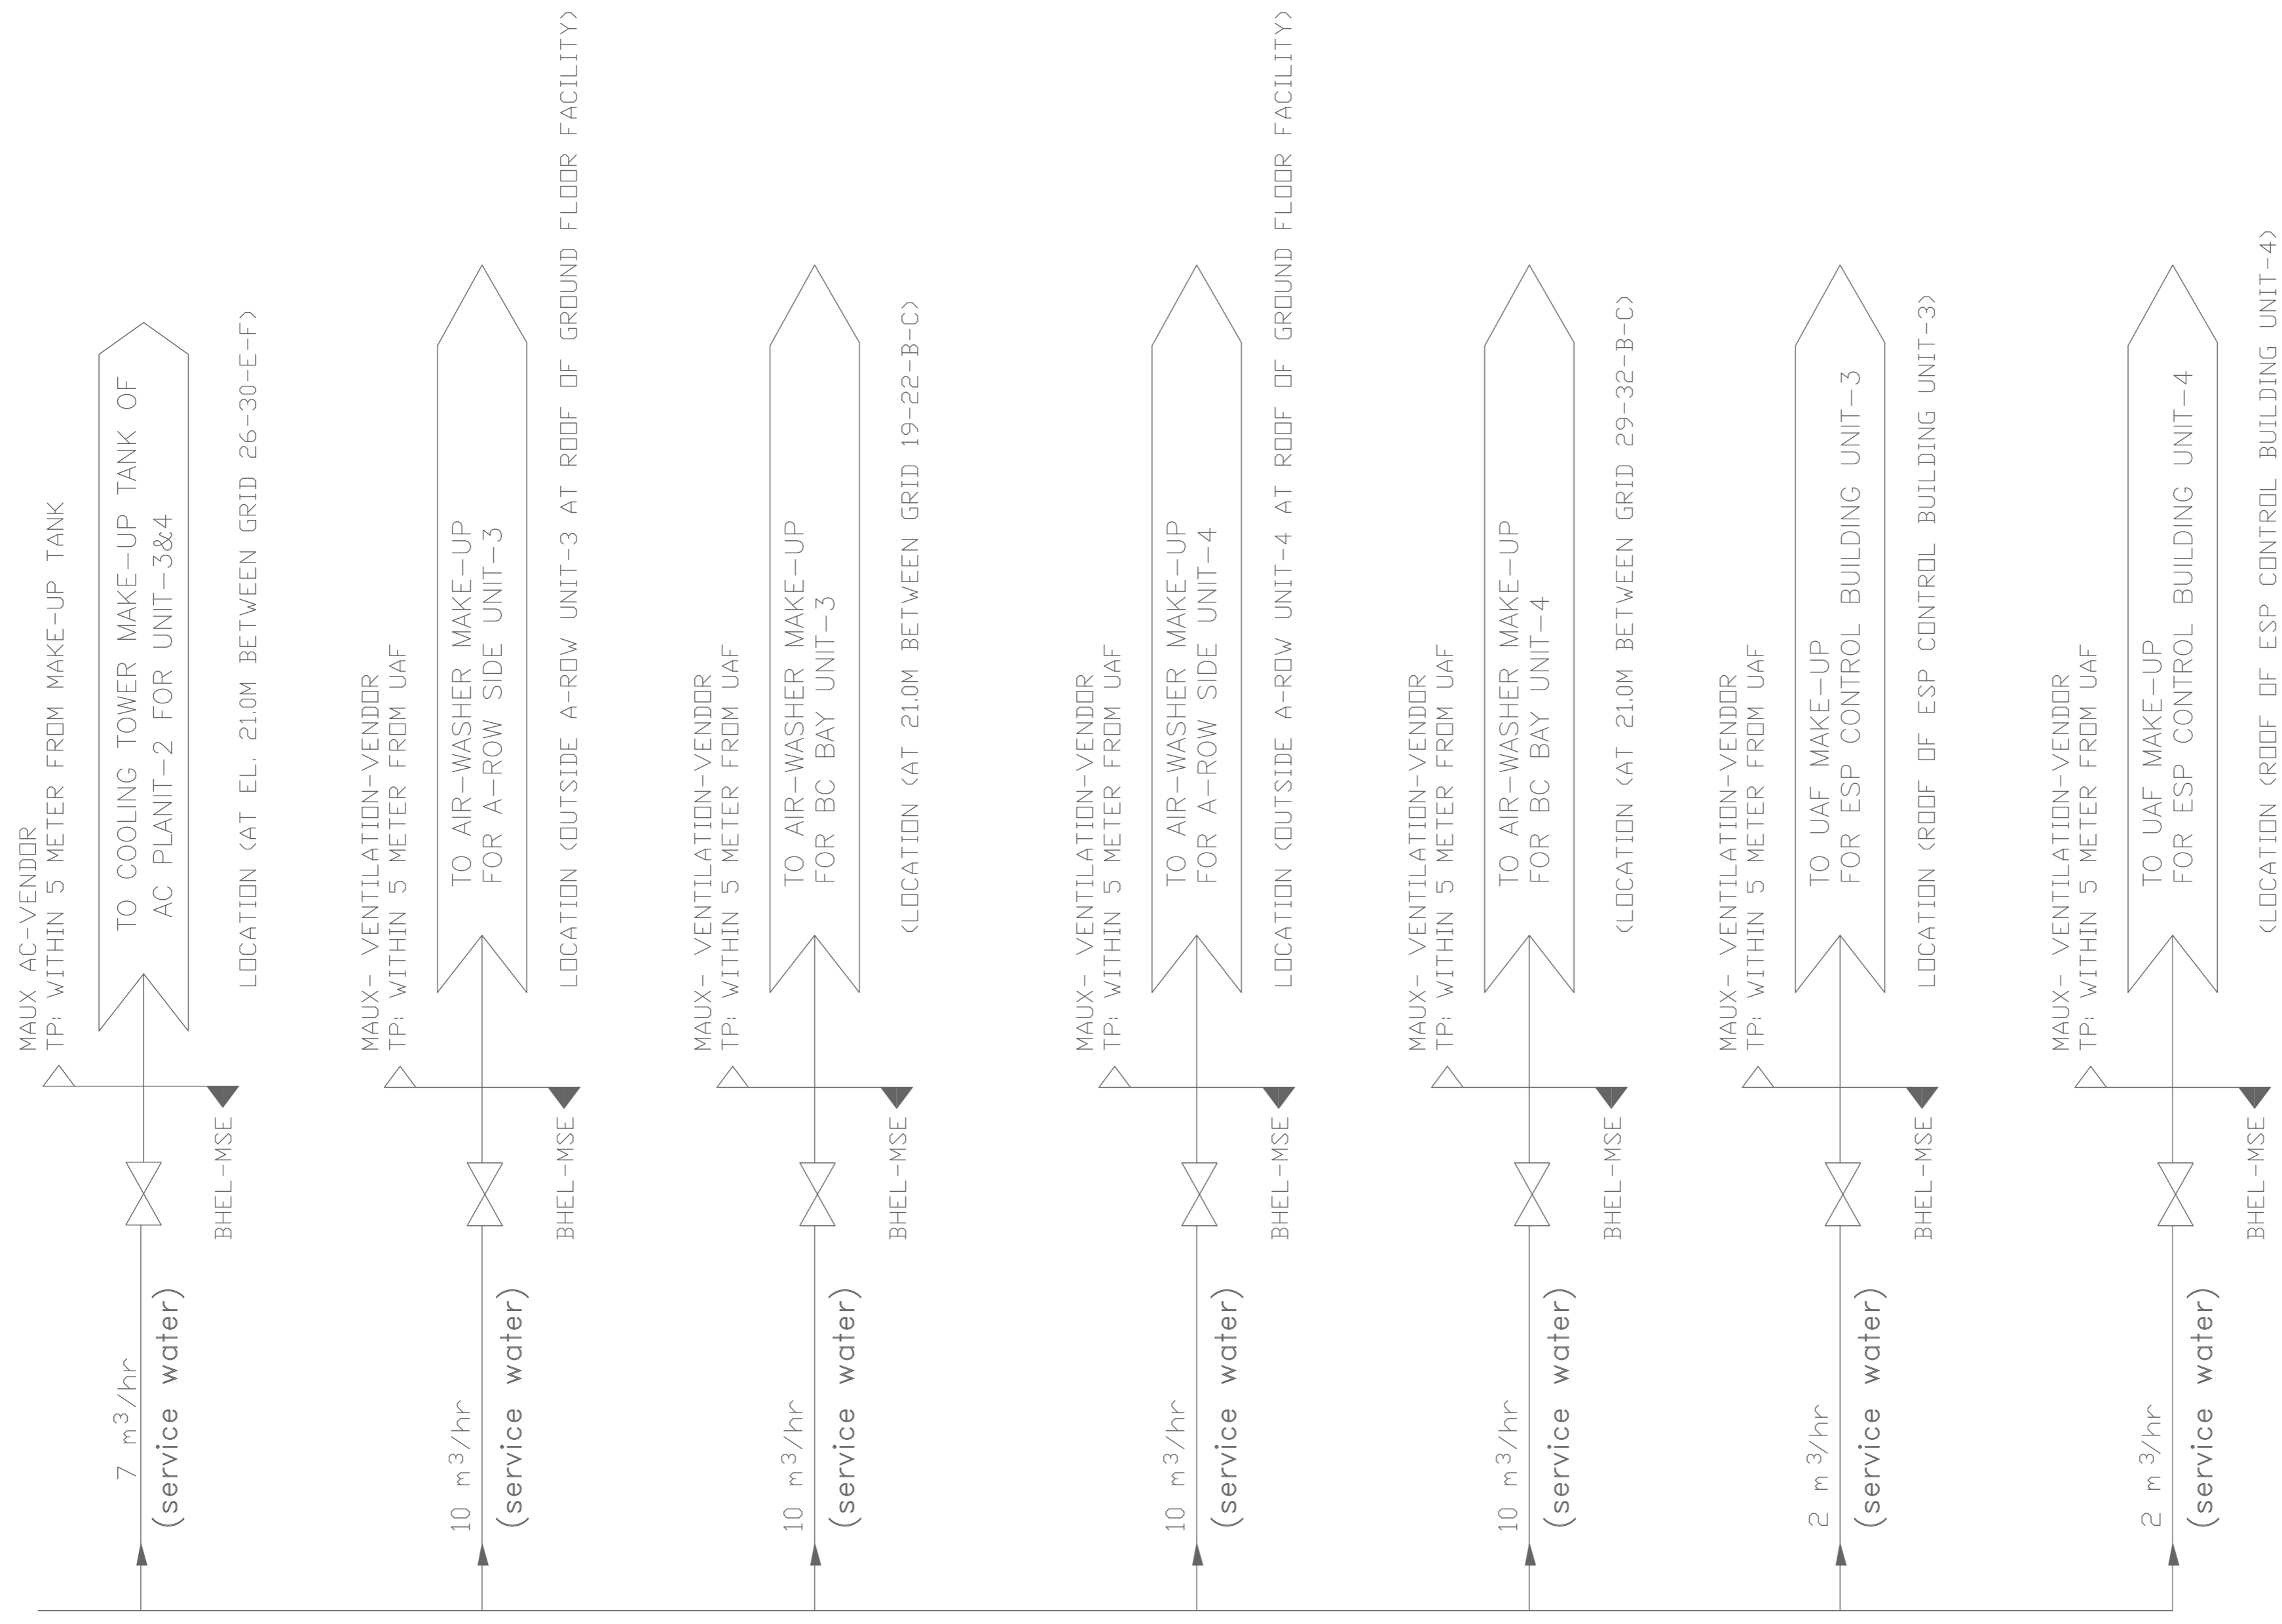 MAUX AC-VENDOR
TP: WITHIN 5 METER FROM MAKE-UP TANK
TO COOLING TOWER MAKE-UP TANK OF
AC PLANIT-2 FOR UNIT-3&4
LOCATION (AT EL. 21.0M BETWEEN GRID 26-30-E-F)
BHEL-MSE
7 m3/hr
(service water)
MAUX- VENTILATION-VENDOR
TP: WITHIN 5 METER FROM UAF
TO AIR-WASHER MAKE-UP
FOR A-ROW SIDE UNIT-3
LOCATION (OUTSIDE A-ROW UNIT-3 AT ROOF OF GROUND FLOOR FACILITY)
BHEL-MSE
10 m3/hr
(service water)
MAUX- VENTILATION-VENDOR
TP: WITHIN 5 METER FROM UAF
TO AIR-WASHER MAKE-UP
FOR BC BAY UNIT-3
(LOCATION (AT 21.0M BETWEEN GRID 19-22-B-C)
BHEL-MSE
10 m3/hr
(service water)
MAUX- VENTILATION-VENDOR
TP: WITHIN 5 METER FROM UAF
TO AIR-WASHER MAKE-UP
FOR A-ROW SIDE UNIT-4
LOCATION (OUTSIDE A-ROW UNIT-4 AT ROOF OF GROUND FLOOR FACILITY)
BHEL-MSE
10 m3/hr
(service water)
MAUX- VENTILATION-VENDOR
TP: WITHIN 5 METER FROM UAF
TO AIR-WASHER MAKE-UP
FOR BC BAY UNIT-4
(LOCATION (AT 21.0M BETWEEN GRID 29-32-B-C)
BHEL-MSE
10 m3/hr
(service water)
MAUX- VENTILATION-VENDOR
TP: WITHIN 5 METER FROM UAF
TO UAF MAKE-UP
FOR ESP CONTROL BUILDING UNIT-3
LOCATION (ROOF OF ESP CONTROL BUILDING UNIT-3)
BHEL-MSE
2 m3/hr
(service water)
MAUX- VENTILATION-VENDOR
TP: WITHIN 5 METER FROM UAF
TO UAF MAKE-UP
FOR ESP CONTROL BUILDING UNIT-4
(LOCATION (ROOF OF ESP CONTROL BUILDING UNIT-4)
BHEL-MSE
2 m3/hr
(service water)